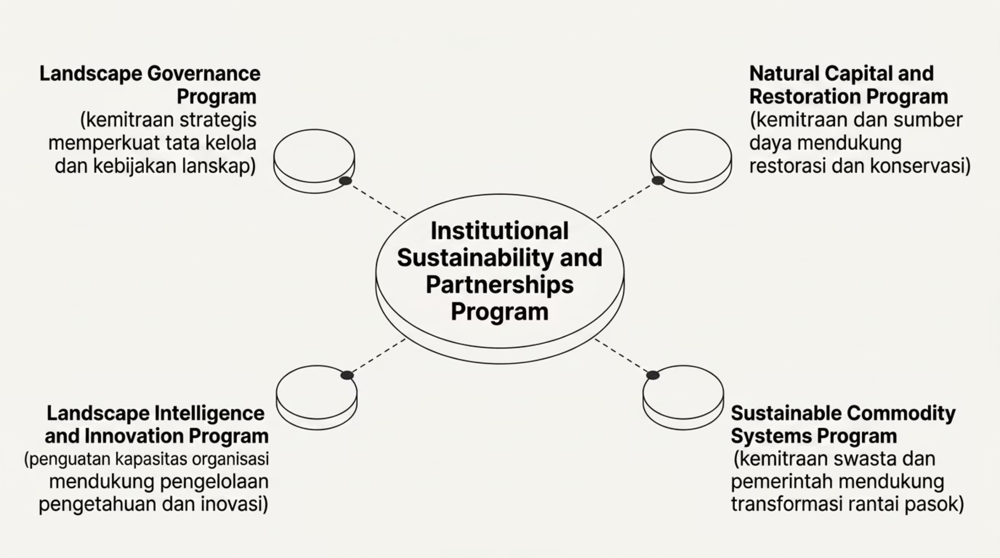 Landscape Governance
Program
(kemitraan strategis
memperkuat tata kelola
dan kebijakan lanskap)
Natural Capital and
Restoration Program
(kemitraan dan sumber
daya mendukung
restorasi dan konservasi)
Institutional
Sustainability and
Partnerships
Program
Landscape Intelligence
and Innovation Program
(penguatan kapasitas organisasi
mendukung pengelolaan
pengetahuan dan inovasi)
Sustainable Commodity
Systems Program
(kemitraan swasta dan
pemerintah mendukung
transformasi rantai pasok)